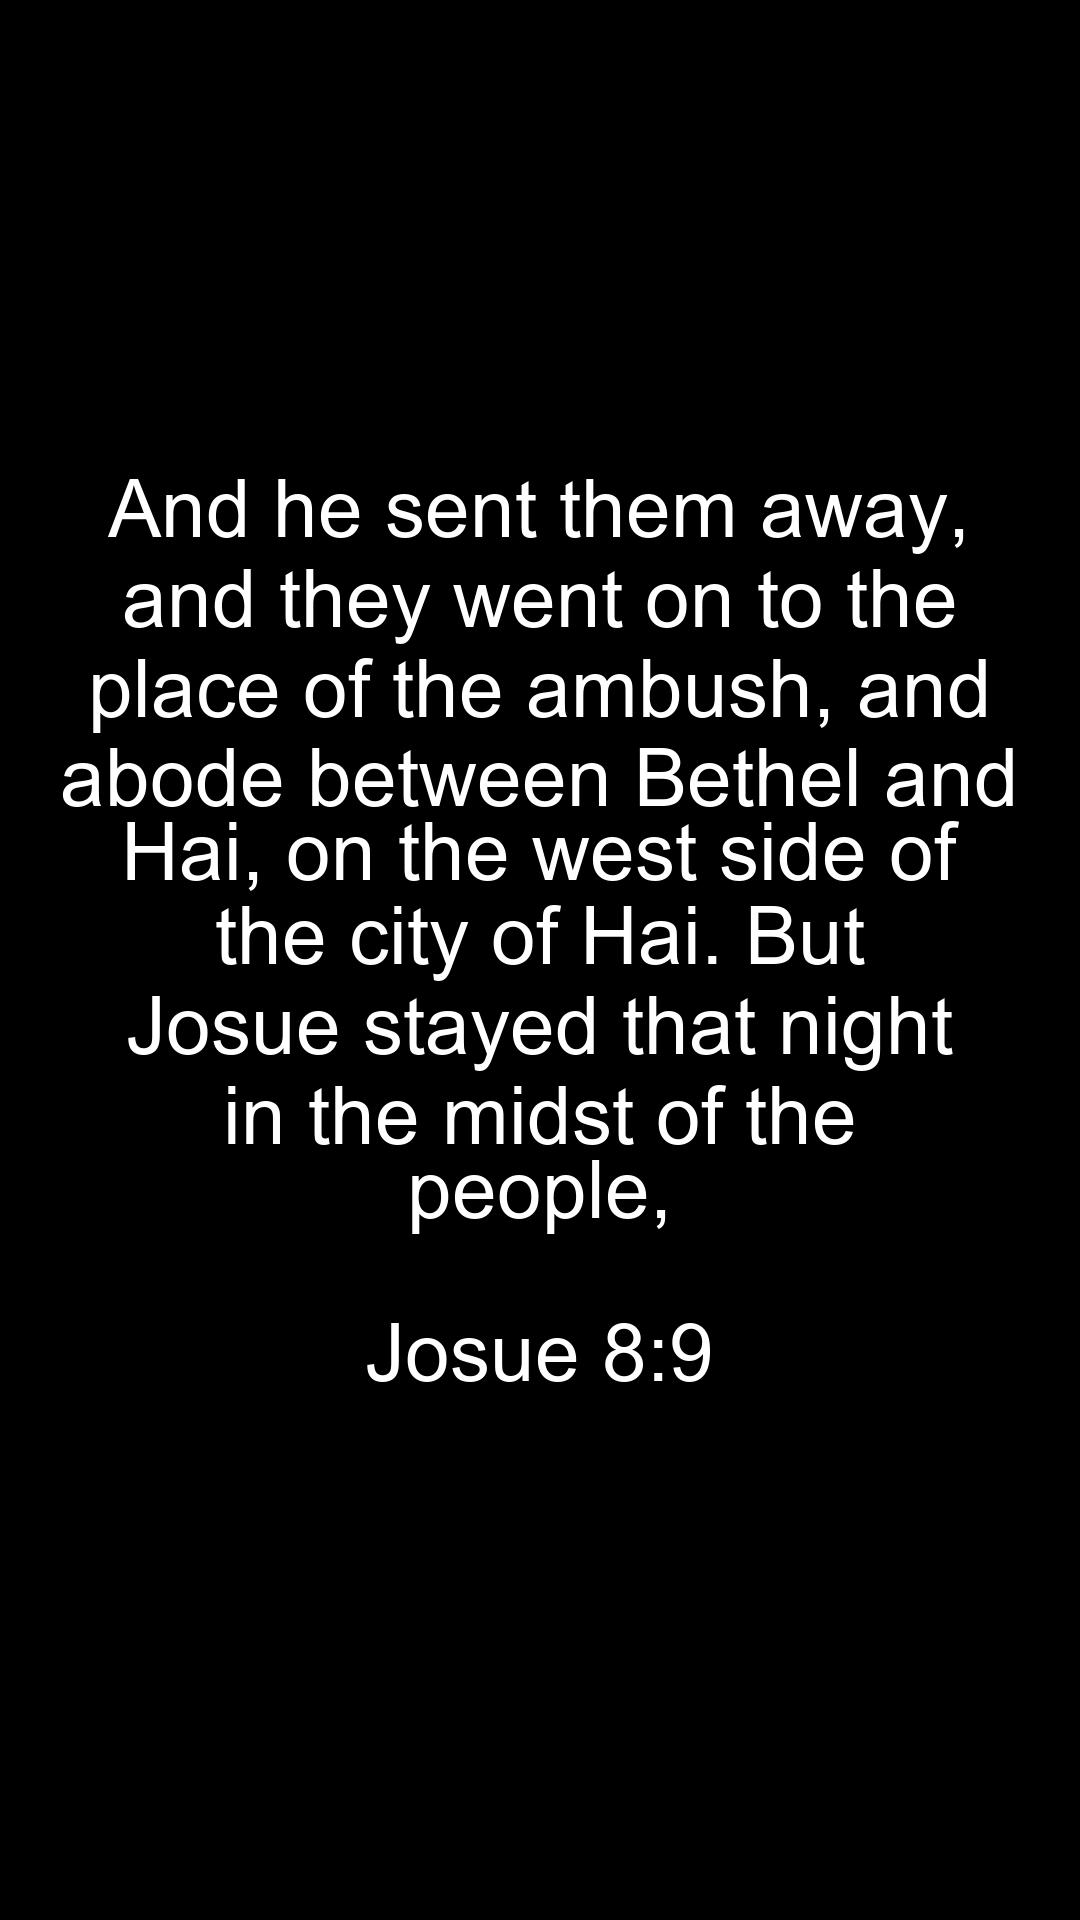 And he sent them away,
and they went on to the
place of the ambush, and
abode between Bethel and
Hai, on the west side of
the city of Hai. But
Josue stayed that night
in the midst of the
people,
Josue 8:9